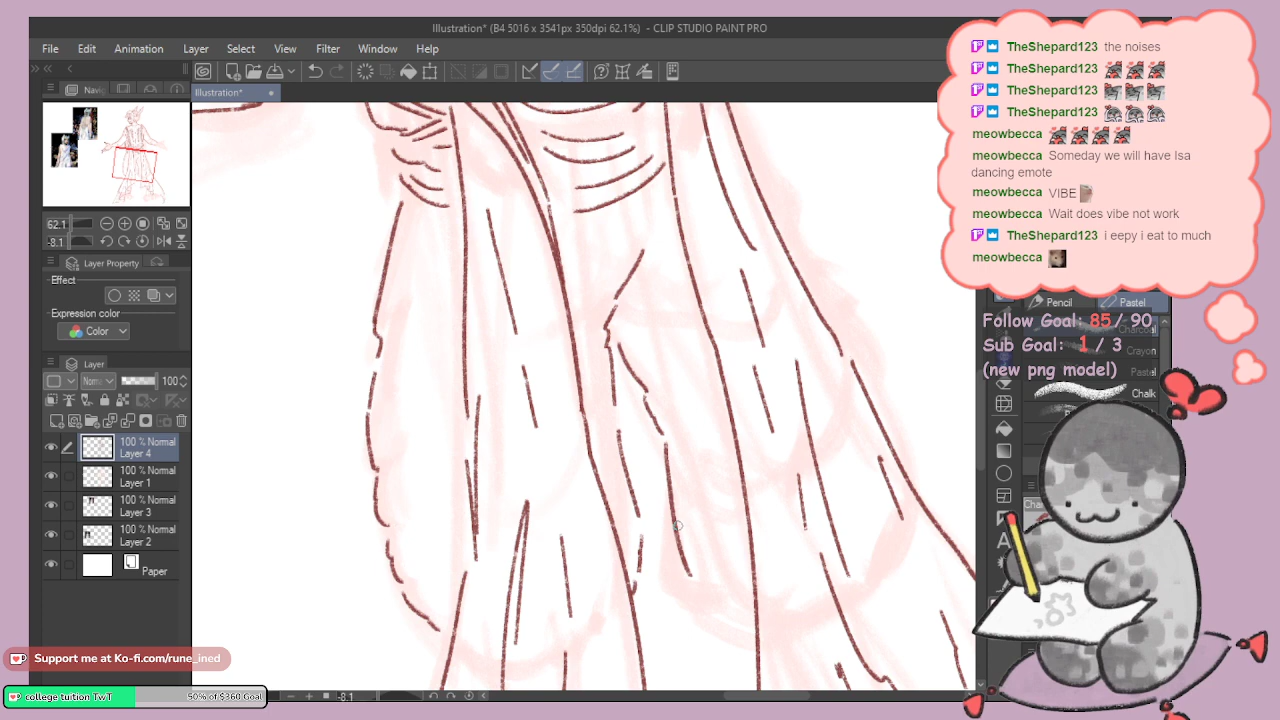 Illustration* (B4 5016 x 3541px 350dpi 62.1%) - CLIP STUDIO PAINT PRO
File Edit Animation Layer Select View Filter Window Help
Illustration*
62.1
-8.1
Layer Property
Effect
Expression color
Color
Layer
100
100 % Normal
Layer 4
100 % Normal
Layer 1
100 % Normal
Layer 3
100 % Normal
Layer 2
Paper
-8.1
TheShepard123 the noises
TheShepard123
TheShepard123
TheShepard123
meowbecca
meowbecca Someday we will have Isa
dancing emote
meowbecca VIBE
meowbecca Wait does vibe not work
TheShepard123 i eepy i eat to much
meowbecca
Pencil Pastel
Follow Goal: 85 / 90
Charcoal
Sub Goal: 1 / 3
Crayon
(new png model)
Pastel
Chalk
Support me at Ko-fi.com/rune_ined
college tuition TwT 50% of $360 Goal